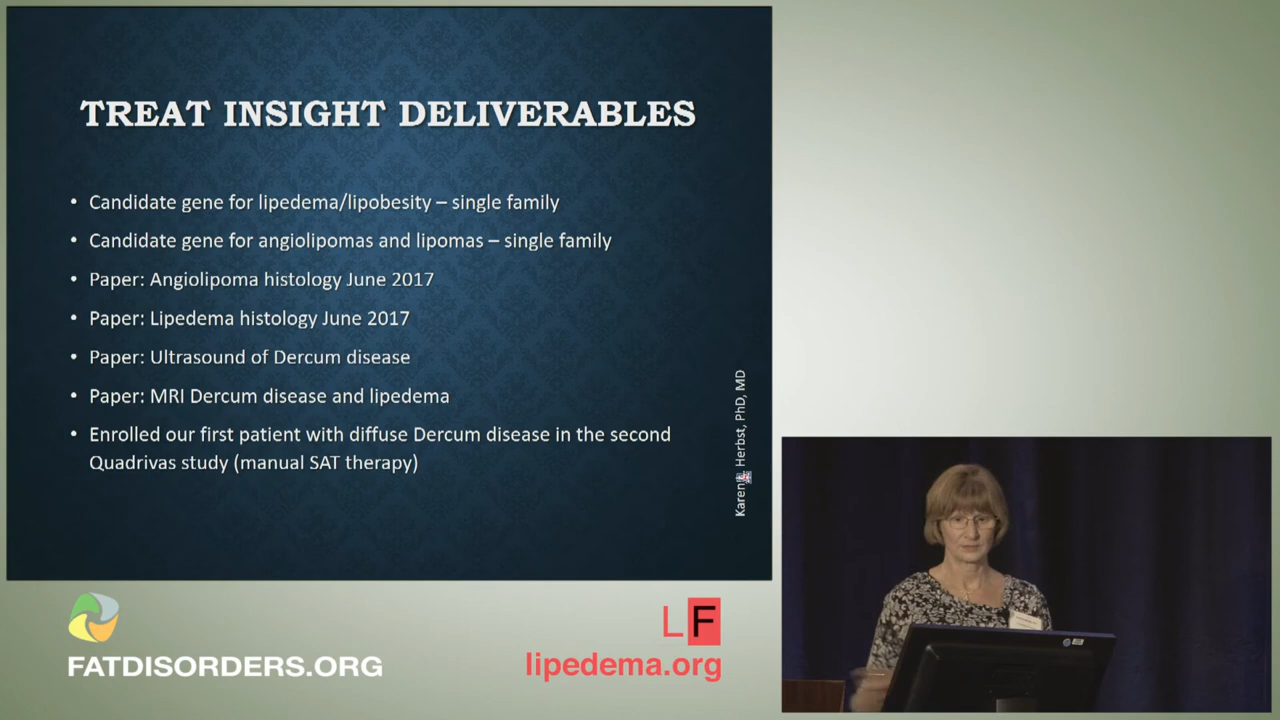 TREAT INSIGHT DELIVERABLES
• Candidate gene for lipedema/lipobesity – single family
• Candidate gene for angiolipomas and lipomas – single family
• Paper: Angiolipoma histology June 2017
• Paper: Lipedema histology June 2017
• Paper: Ultrasound of Dercum disease
• Paper: MRI Dercum disease and lipedema
• Enrolled our first patient with diffuse Dercum disease in the second
Quadrivas study (manual SAT therapy)
Karen Herbst, PhD, MD
FATDISORDERS.ORG
LF
lipedema.org